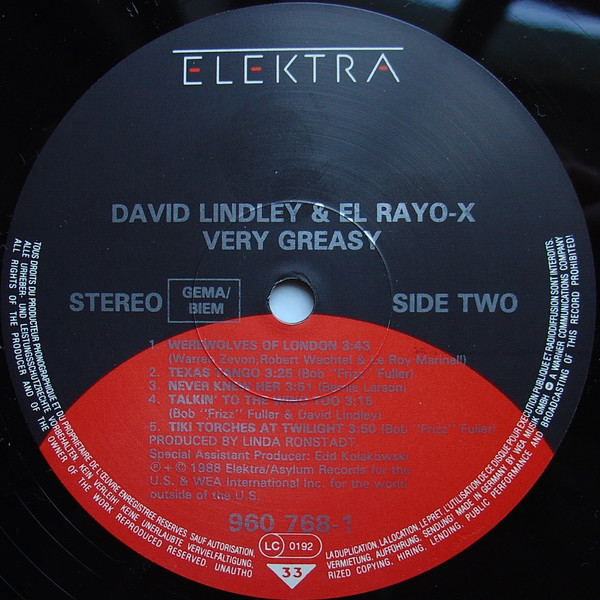 ELEKTRA
DAVID LINDLEY & EL RAYO-X
VERY GREASY
STEREO
GEMA/
BIEM
SIDE TWO
1 WEREWOLVES OF LONDON 3:43
(Warren Zevon,Robert Wachtel & Le Roy Marinell)
2 TEXAS TANGO 3:25 (Bob "Frizz" Fuller)
3 NEVER KNEW HER 3:51 (Bernie Larson)
4. TALKIN' TO THE WINO TOO 3:15
(Bob "Frizz" Fuller & David Lindley)
5 TIKI TORCHES AT TWILIGHT 3:50 (Bob "Frizz" Fuller)
PRODUCED BY LINDA RONSTADT.
Special Assistant Producer: Edd Kolakowski
℗ + © 1988 Elektra/Asylum Records for the
U.S. & WEA International Inc. for the world
outside of the U.S.
960 768-1
LC 0192
33
TOUS DROITS DU PRODUCTEUR PHONOGRAPHIQUE ET DU PROPRIETAIRE DE L'ŒUVRE ENREGISTREE RESERVES SAUF AUTORISATION,
ALLE URHEBER- UND LEISTUNGSSCHUTZRECHTE VORBEHALTEN KEIN VERLEIH! KEINE UNERLAUBTE VERVIELFÄLTIGUNG,
ALL RIGHTS OF THE PRODUCER AND OF THE OWNER OF THE WORK REPRODUCED RESERVED. UNAUTHO
LA DUPLICATION, LA LOCATION, LE PRET, L'UTILISATION DE CE DISQUE POUR EXECUTION PUBLIQUE ET RADIODIFFUSION SONT INTERDITS.
VERMIETUNG, AUFFÜHRUNG, SENDUNG! MADE IN GERMANY BY WEA MUSIK GMBH A WARNER COMMUNICATIONS COMPANY
RIZED COPYING, HIRING, LENDING, PUBLIC PERFORMANCE AND BROADCASTING OF THIS RECORD PROHIBITED!